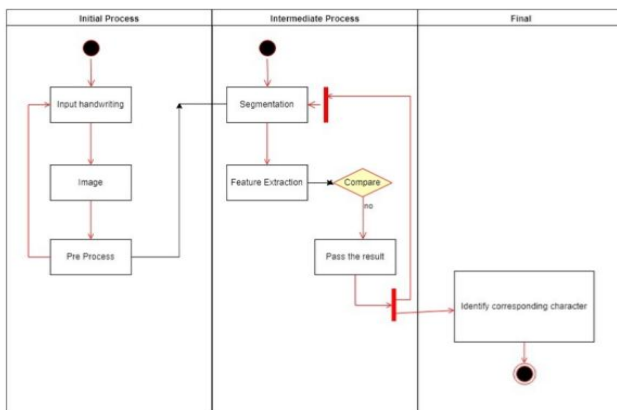 Initial Process
Intermediate Process
Final
Input handwriting
Segmentation
Image
Feature Extraction
Compare
no
Pre Process
Pass the result
Identify corresponding character